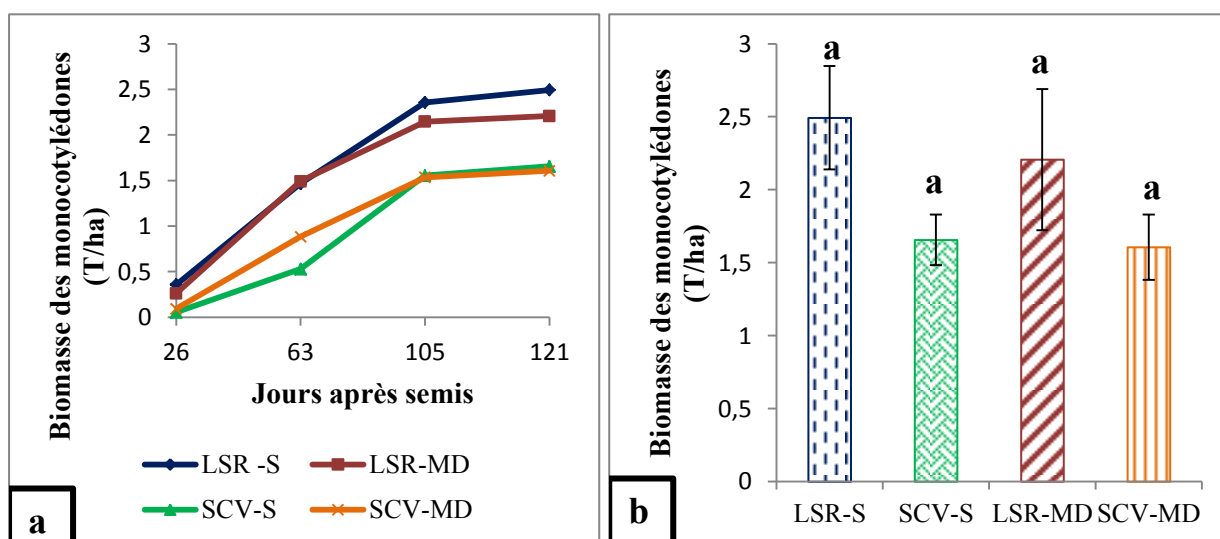 Biomasse des monocotylédones
(T/ha)
3
2,5
2
1,5
1
0,5
0
26 63 105 121
Jours après semis
LSR -S LSR-MD
SCV-S SCV-MD
a
Biomasse des monocotylédones
(T/ha)
3
2,5
2
1,5
1
0,5
0
a a a a
LSR-S SCV-S LSR-MD SCV-MD
b